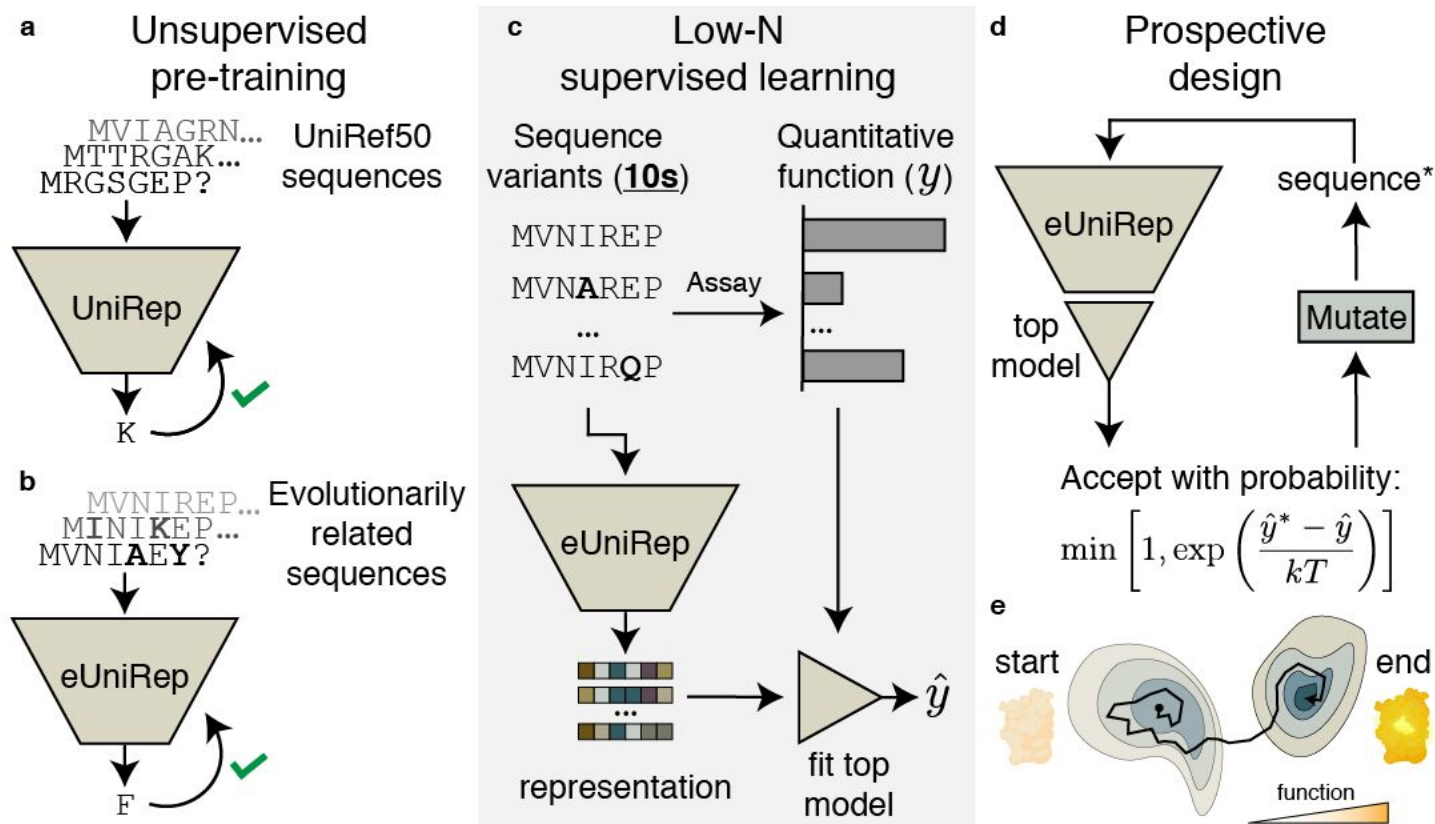 a
Unsupervised
pre-training
MVIAGRN...
MTTRGAK...
MRGSGEP?
UniRef50
sequences
UniRep
K
b
MVNIREP...
MINIKEP...
MVNIAEY?
Evolutionarily
related
sequences
eUniRep
F
c
Low-N
supervised learning
Sequence
variants (10s)
Quantitative
function (y)
MVNIREP
MVNAREP
...
MVNIRQP
Assay
...
eUniRep
...
representation
ŷ
fit top
model
d
Prospective
design
eUniRep
sequence*
top
model
Mutate
Accept with probability:
min [1, exp ((ŷ* − ŷ) / kT)]
e
start
end
function